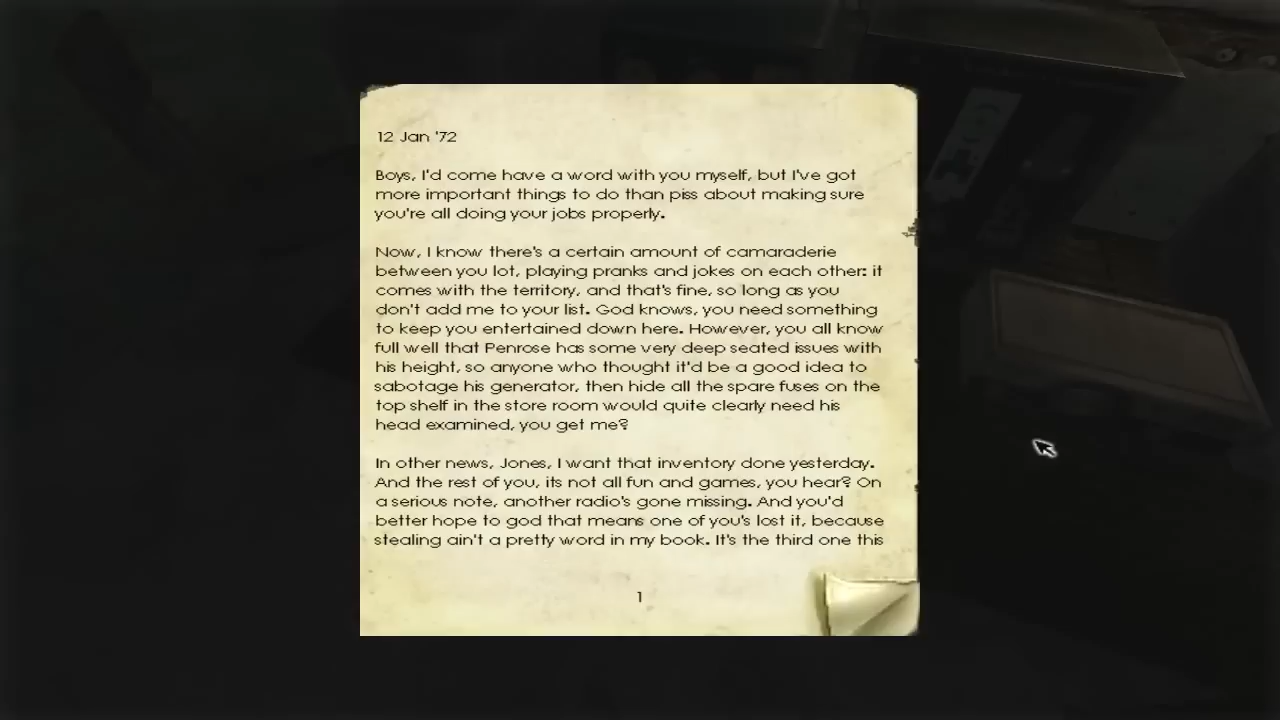 12 Jan '72
Boys, I'd come have a word with you myself, but I've got
more important things to do than piss about making sure
you're all doing your jobs properly.
Now, I know there's a certain amount of camaraderie
between you lot, playing pranks and jokes on each other: it
comes with the territory, and that's fine, so long as you
don't add me to your list. God knows, you need something
to keep you entertained down here. However, you all know
full well that Penrose has some very deep seated issues with
his height, so anyone who thought it'd be a good idea to
sabotage his generator, then hide all the spare fuses on the
top shelf in the store room would quite clearly need his
head examined, you get me?
In other news, Jones, I want that inventory done yesterday.
And the rest of you, its not all fun and games, you hear? On
a serious note, another radio's gone missing. And you'd
better hope to god that means one of you's lost it, because
stealing ain't a pretty word in my book. It's the third one this
1